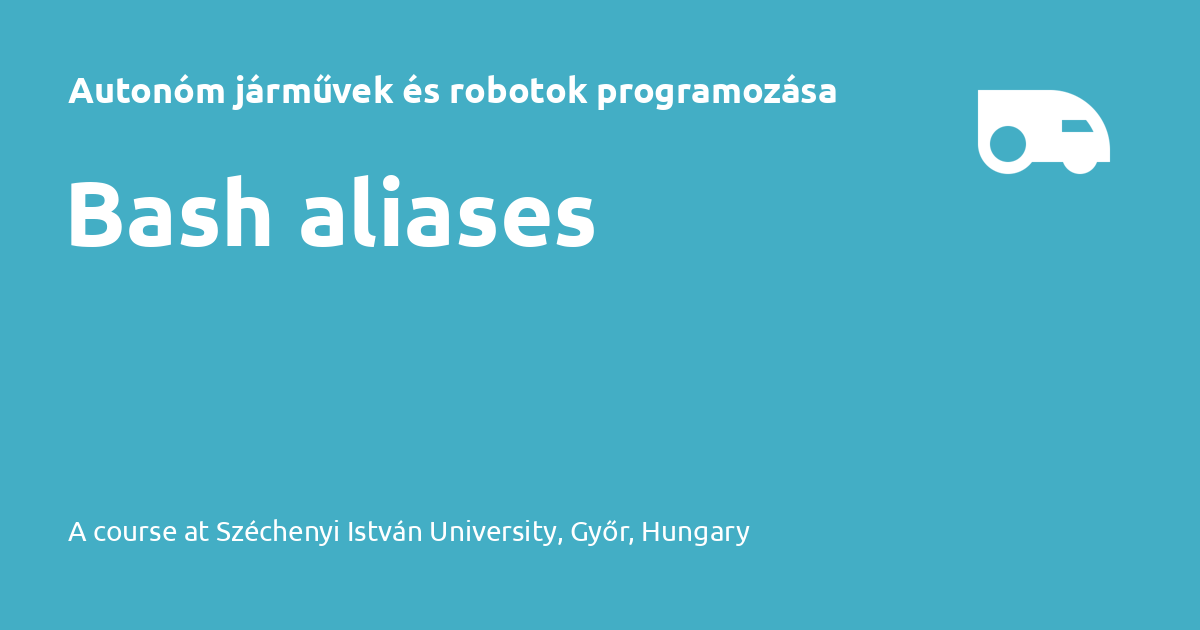 Autonóm járművek és robotok programozása
Bash aliases
A course at Széchenyi István University, Győr, Hungary